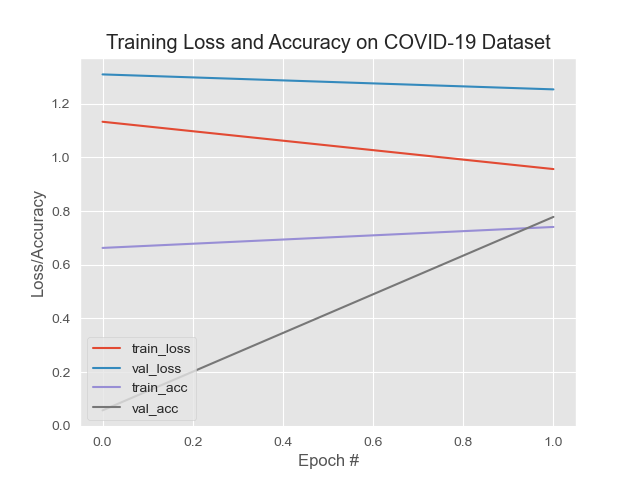 Training Loss and Accuracy on COVID-19 Dataset
Loss/Accuracy
1.2
1.0
0.8
0.6
0.4
0.2
0.0
train_loss
val_loss
train_acc
val_acc
0.0 0.2 0.4 0.6 0.8 1.0
Epoch #